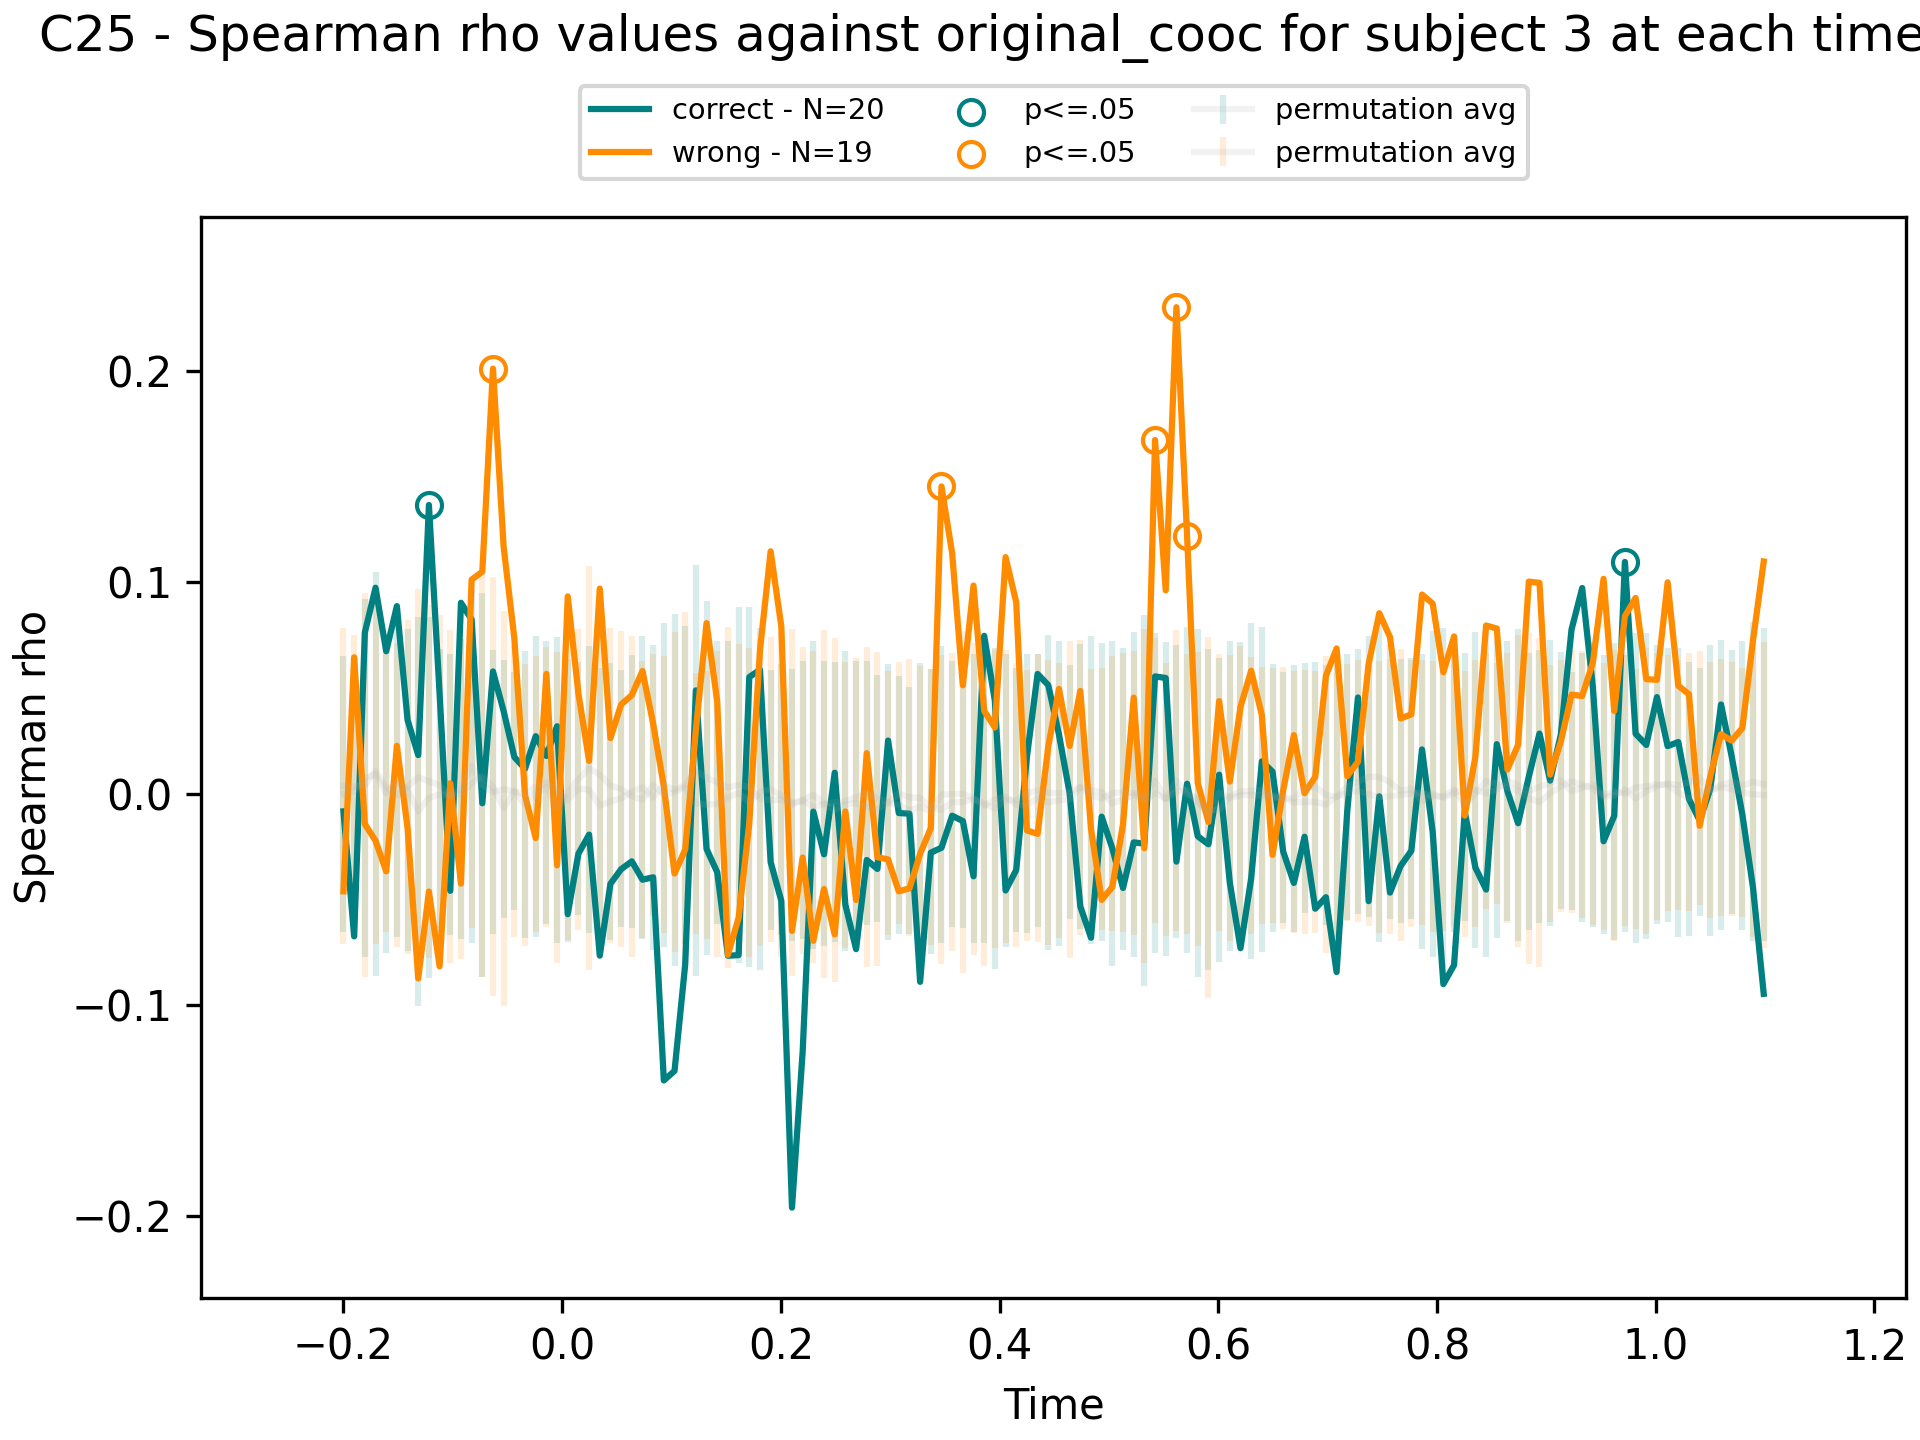 C25 - Spearman rho values against original_cooc for subject 3 at each time
correct - N=20 p<=.05 permutation avg
wrong - N=19 p<=.05 permutation avg
Spearman rho
0.2
0.1
0.0
−0.1
−0.2
−0.2 0.0 0.2 0.4 0.6 0.8 1.0 1.2
Time